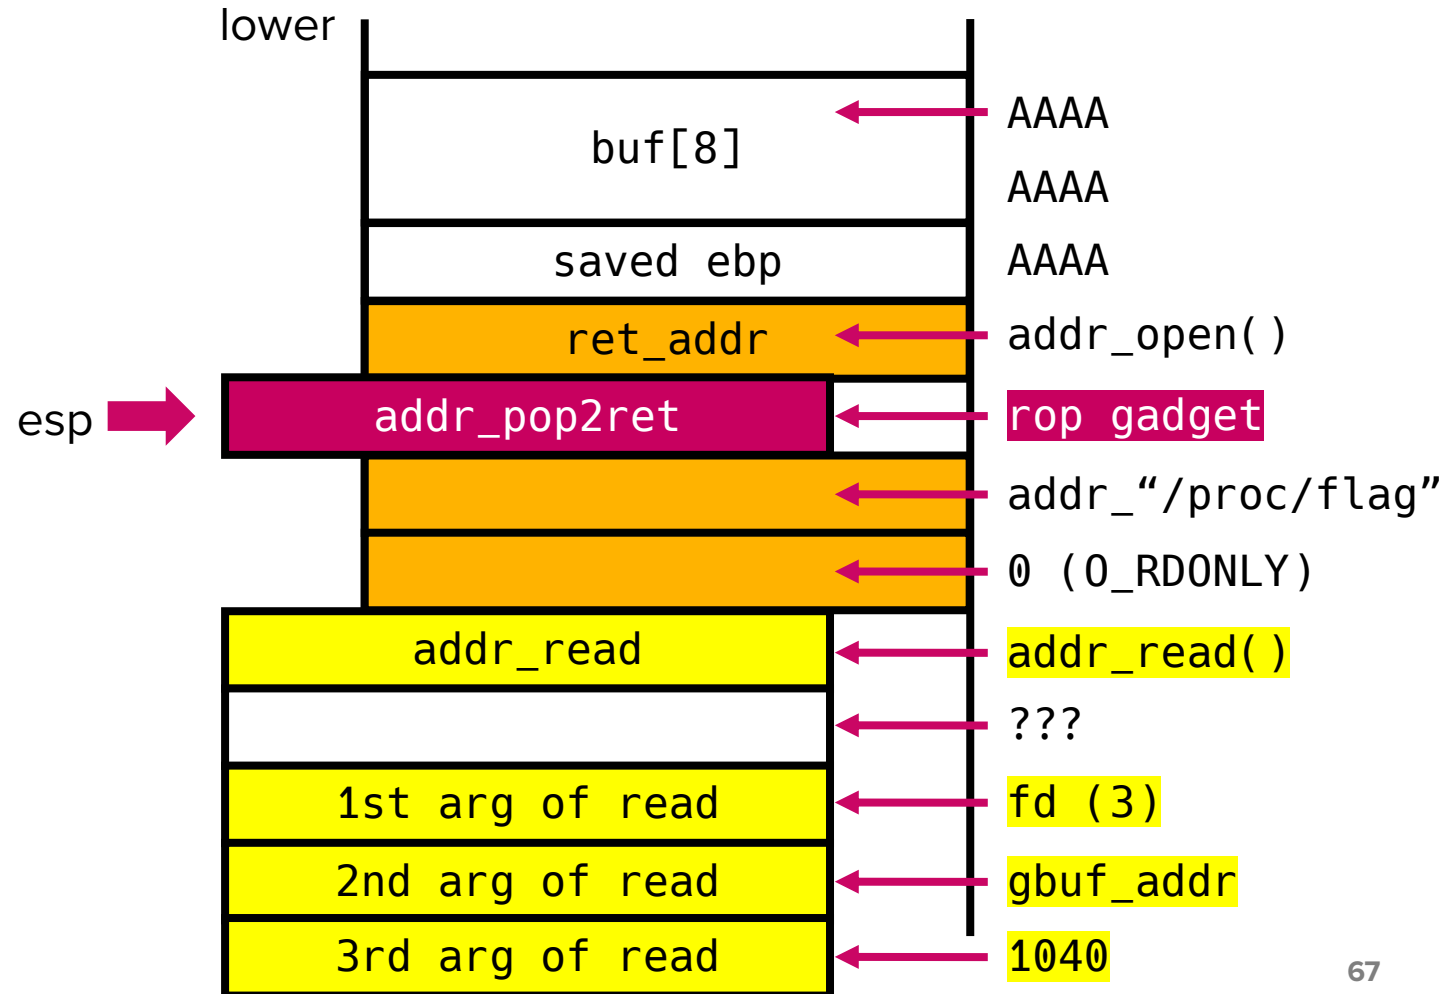 lower
AAAA
buf[8]
AAAA
saved ebp
AAAA
ret_addr
addr_open()
esp
addr_pop2ret
rop gadget
addr_“/proc/flag”
0 (O_RDONLY)
addr_read
addr_read()
???
1st arg of read
fd (3)
2nd arg of read
gbuf_addr
3rd arg of read
1040
67